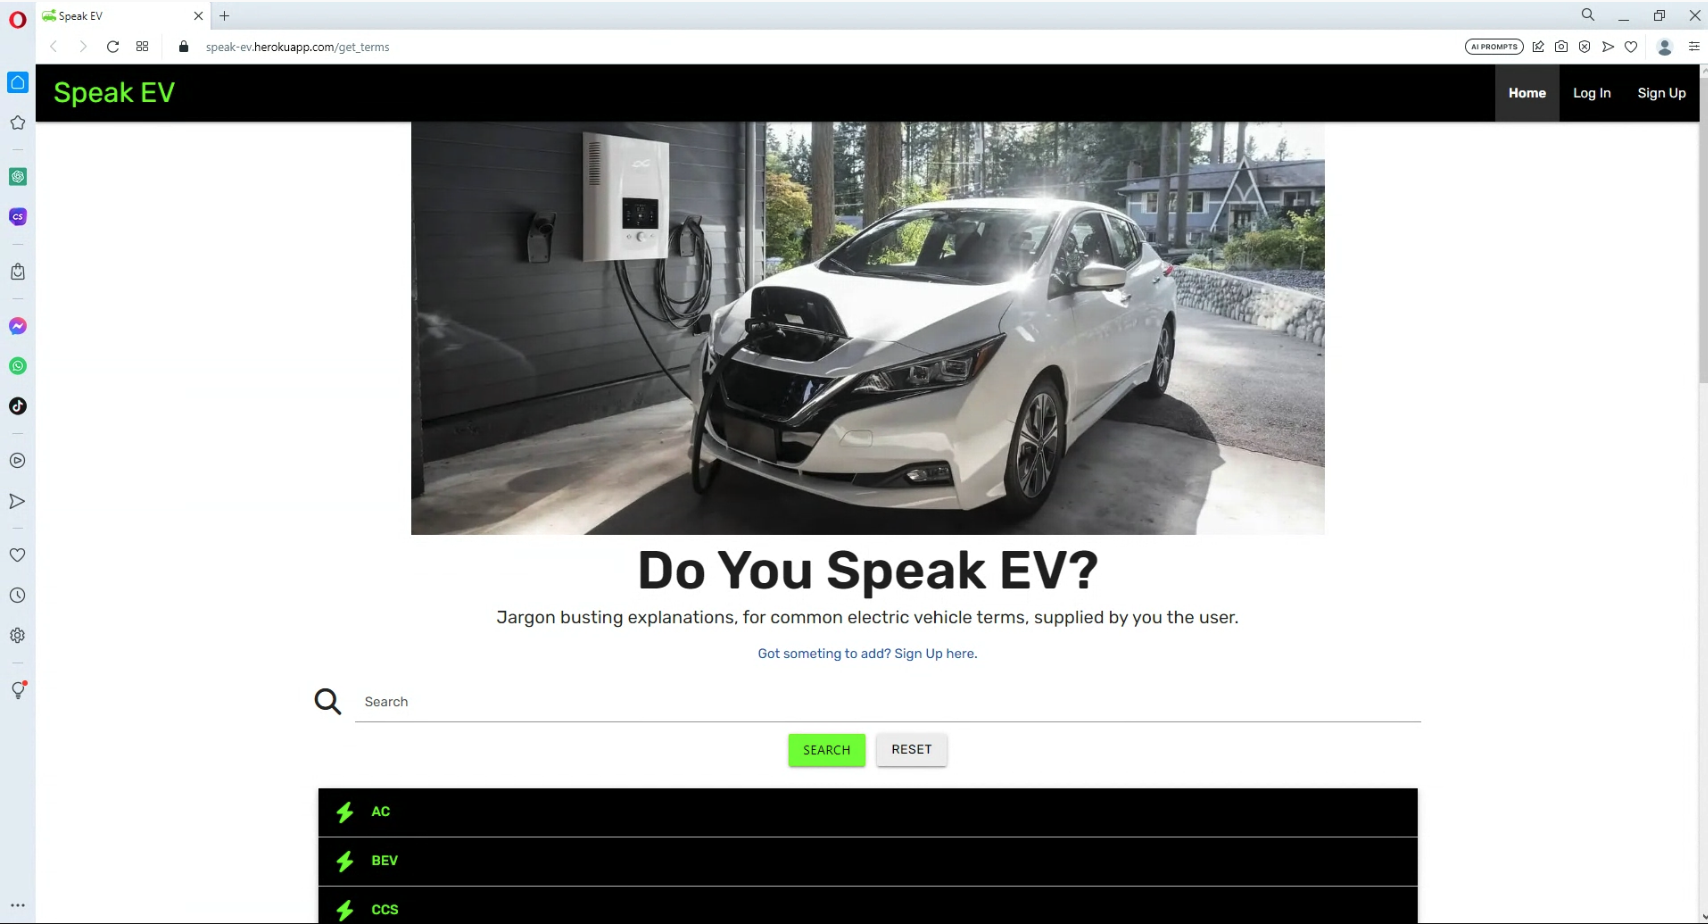 Speak EV
speak-ev.herokuapp.com/get_terms
AI PROMPTS
Speak EV
Home Log In Sign Up
Do You Speak EV?
Jargon busting explanations, for common electric vehicle terms, supplied by you the user.
Got someting to add? Sign Up here.
Search
SEARCH RESET
AC
BEV
CCS
CS